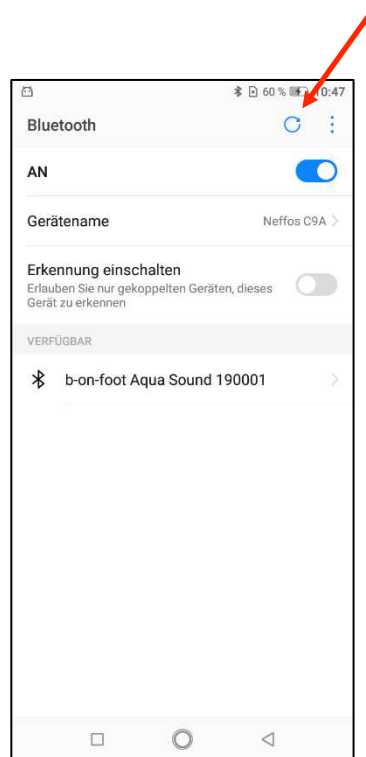 60 % 10:47
Bluetooth
AN
Gerätename Neffos C9A
Erkennung einschalten
Erlauben Sie nur gekoppelten Geräten, dieses
Gerät zu erkennen
VERFÜGBAR
b-on-foot Aqua Sound 190001